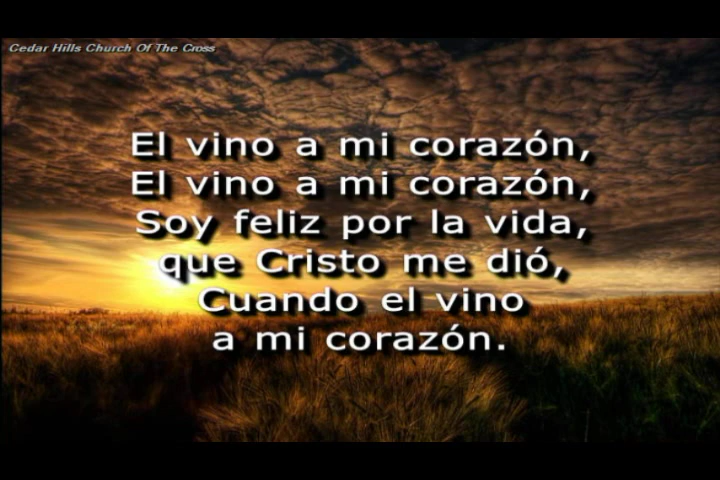 Cedar Hills Church Of The Cross
El vino a mi corazón,
El vino a mi corazón,
Soy feliz por la vida,
que Cristo me dió,
Cuando el vino
a mi corazón.